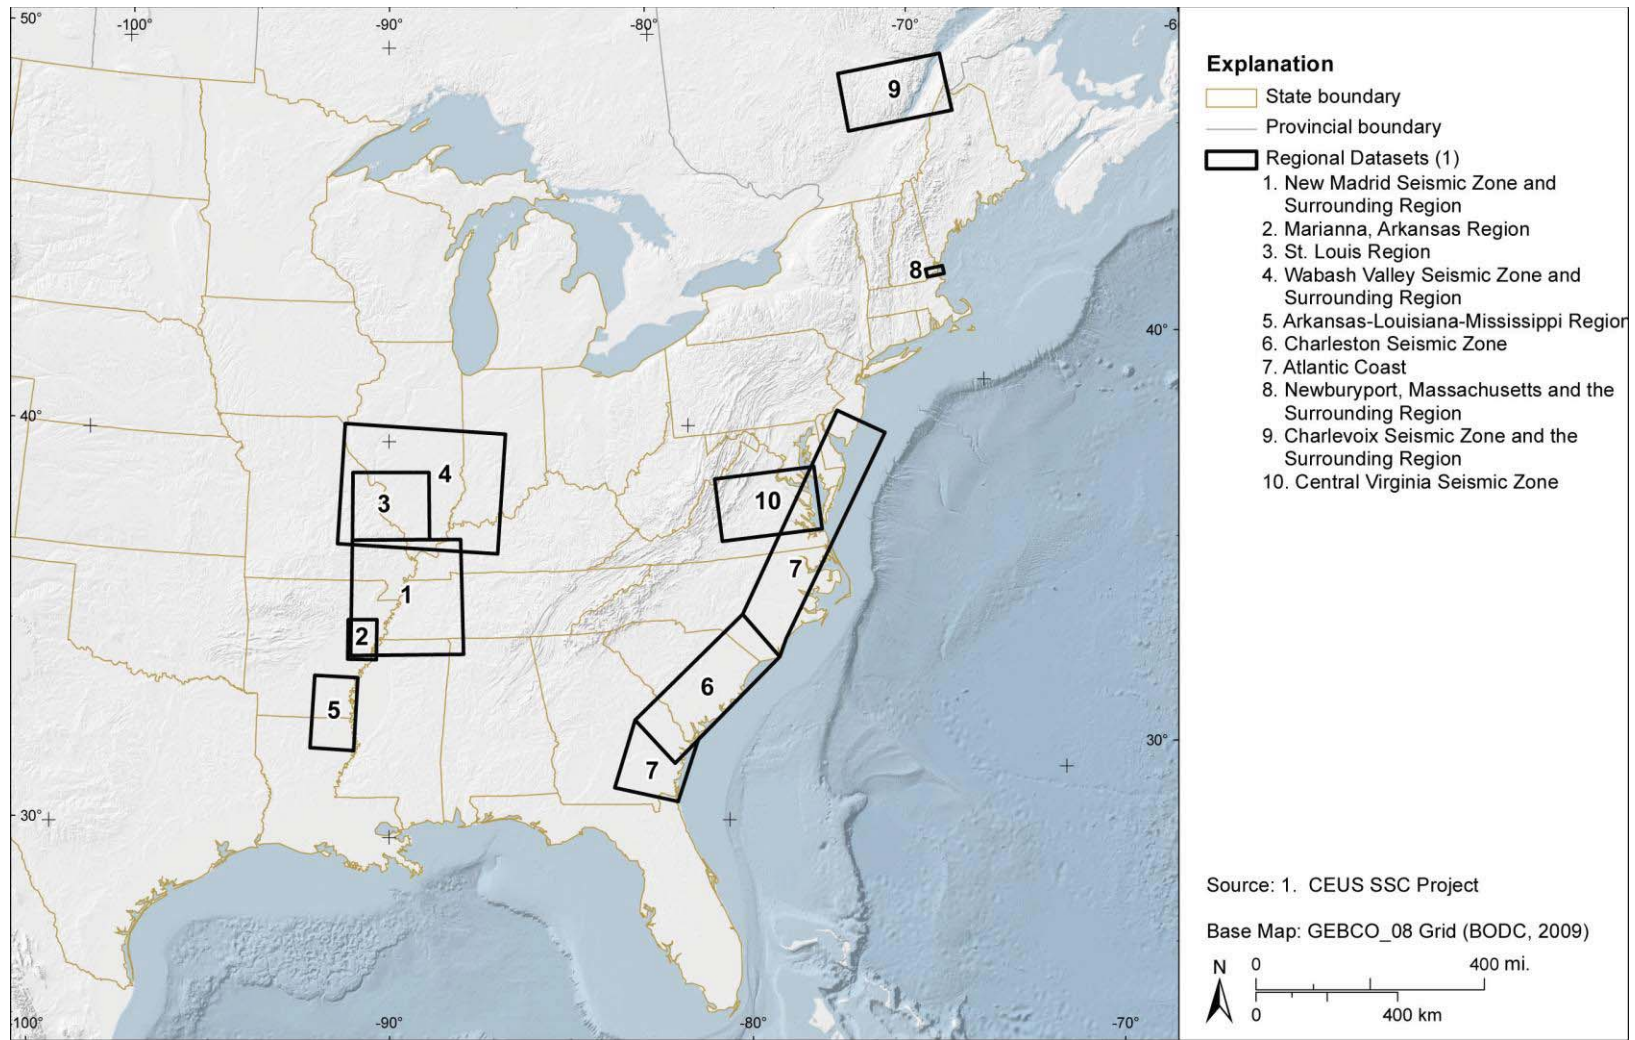 50°
-100°
-90°
-80°
-70°
-6
9
8
40°
40°
4
3
10
1
7
2
6
5
30°
7
30°
100°
-90°
-80°
-70°
Explanation
State boundary
Provincial boundary
Regional Datasets (1)
1. New Madrid Seismic Zone and
Surrounding Region
2. Marianna, Arkansas Region
3. St. Louis Region
4. Wabash Valley Seismic Zone and
Surrounding Region
5. Arkansas-Louisiana-Mississippi Region
6. Charleston Seismic Zone
7. Atlantic Coast
8. Newburyport, Massachusetts and the
Surrounding Region
9. Charlevoix Seismic Zone and the
Surrounding Region
10. Central Virginia Seismic Zone
Source: 1. CEUS SSC Project
Base Map: GEBCO_08 Grid (BODC, 2009)
N
0 400 mi.
0 400 km